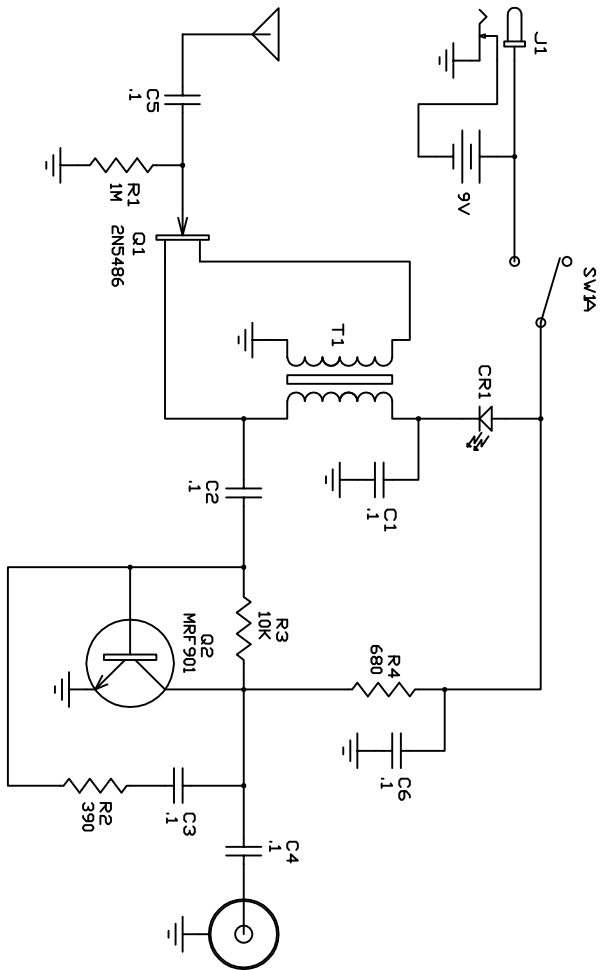 J1
9V
SW1A
C5
.1
R1
1M
Q1
2N5486
T1
CR1
C1
.1
C2
.1
R3
10K
Q2
MRF901
R4
680
C6
.1
R2
390
C3
.1
C4
.1